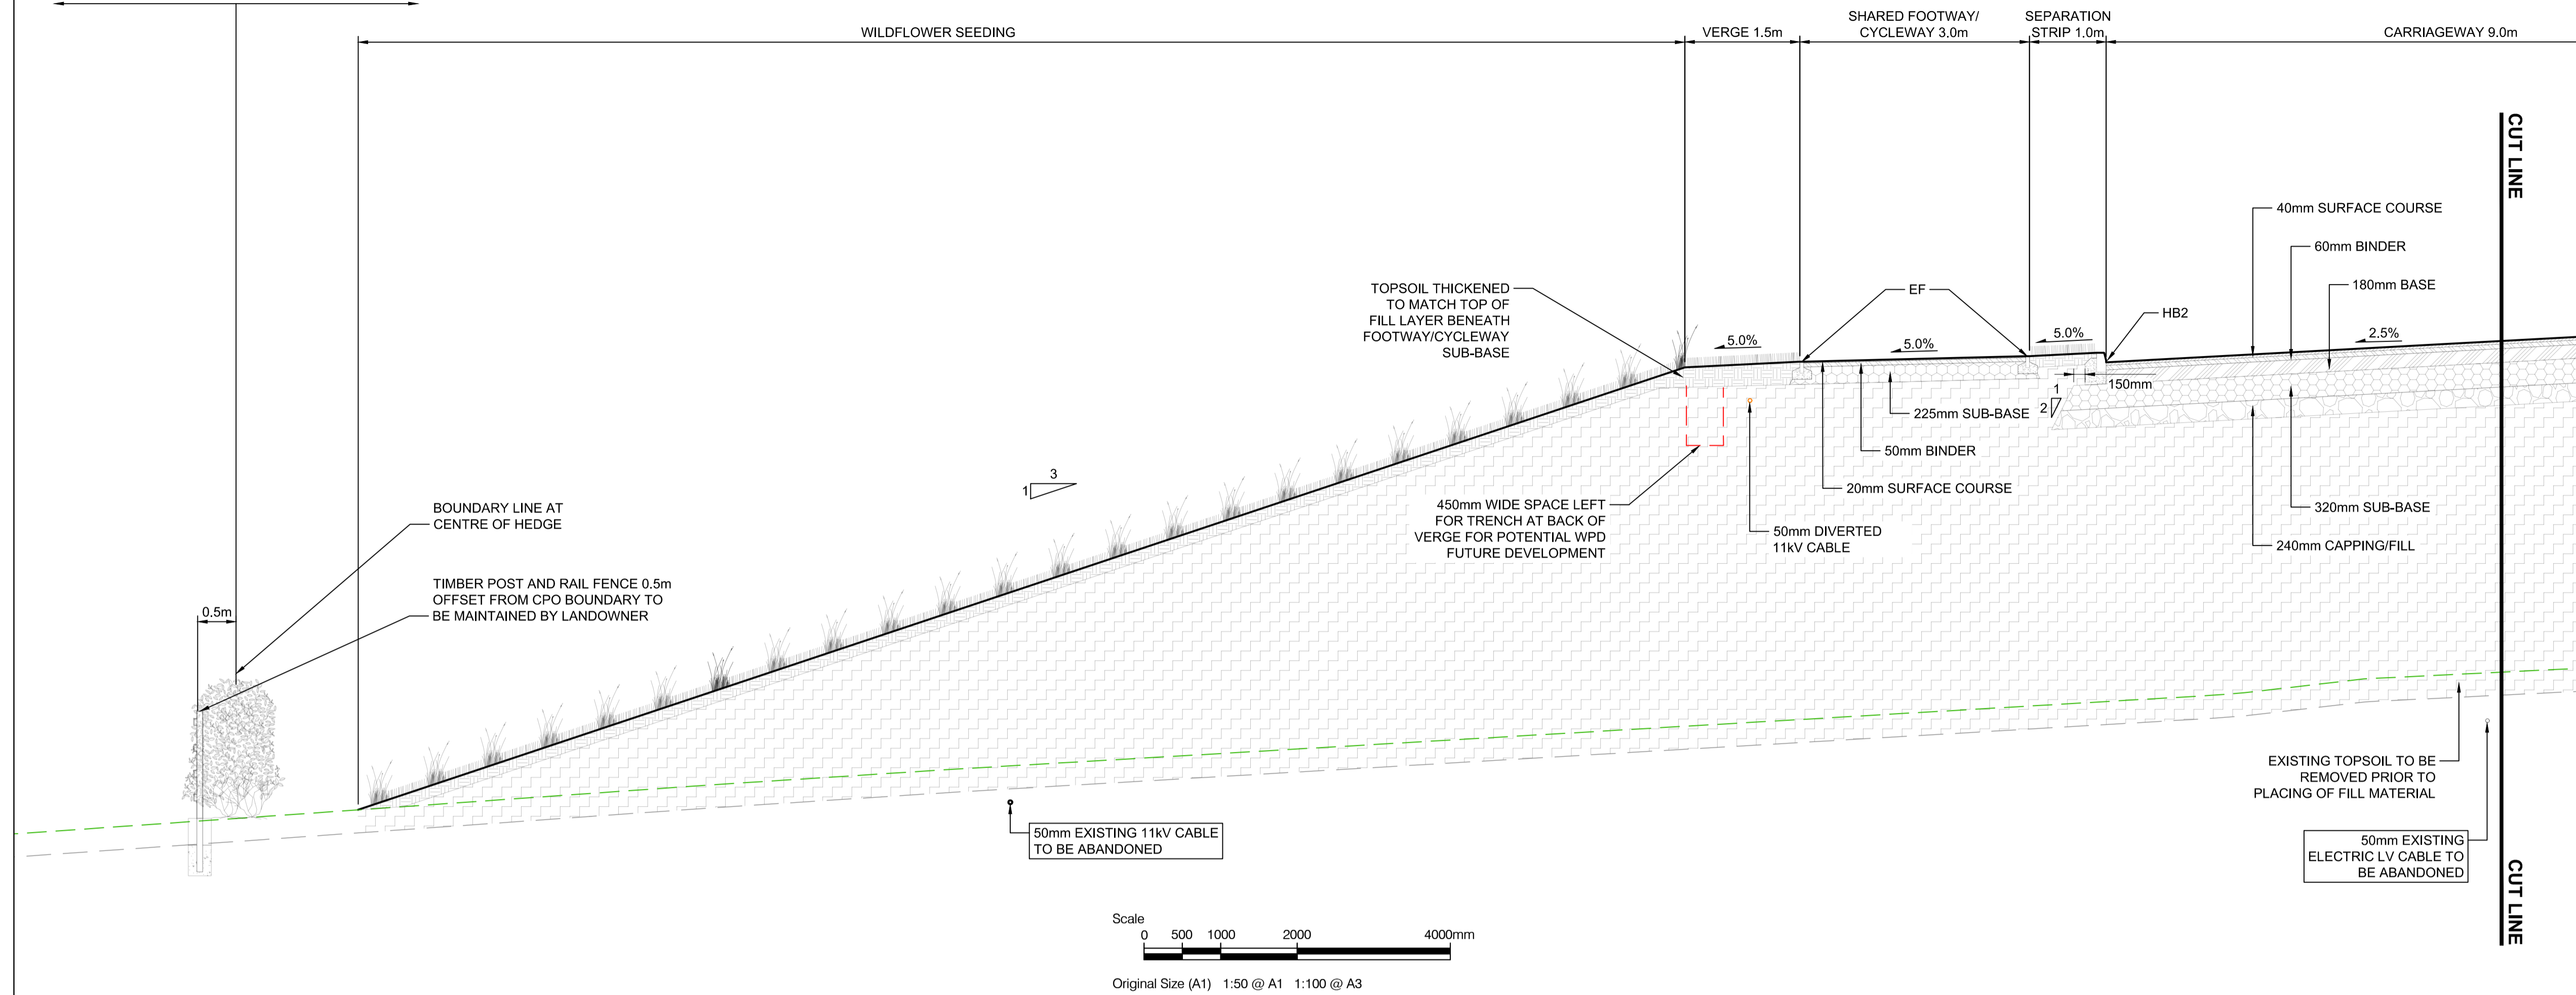 WILDFLOWER SEEDING
VERGE 1.5m
SHARED FOOTWAY/
CYCLEWAY 3.0m
SEPARATION
STRIP 1.0m
CARRIAGEWAY 9.0m
CUT LINE
40mm SURFACE COURSE
60mm BINDER
180mm BASE
HB2
EF
TOPSOIL THICKENED
TO MATCH TOP OF
FILL LAYER BENEATH
FOOTWAY/CYCLEWAY
SUB-BASE
5.0%
5.0%
5.0%
2.5%
150mm
1
2
225mm SUB-BASE
50mm BINDER
20mm SURFACE COURSE
320mm SUB-BASE
240mm CAPPING/FILL
3
1
450mm WIDE SPACE LEFT
FOR TRENCH AT BACK OF
VERGE FOR POTENTIAL WPD
FUTURE DEVELOPMENT
50mm DIVERTED
11kV CABLE
BOUNDARY LINE AT
CENTRE OF HEDGE
TIMBER POST AND RAIL FENCE 0.5m
OFFSET FROM CPO BOUNDARY TO
BE MAINTAINED BY LANDOWNER
0.5m
EXISTING TOPSOIL TO BE
REMOVED PRIOR TO
PLACING OF FILL MATERIAL
50mm EXISTING 11kV CABLE
TO BE ABANDONED
50mm EXISTING
ELECTRIC LV CABLE TO
BE ABANDONED
CUT LINE
Scale
0 500 1000 2000 4000mm
Original Size (A1) 1:50 @ A1 1:100 @ A3